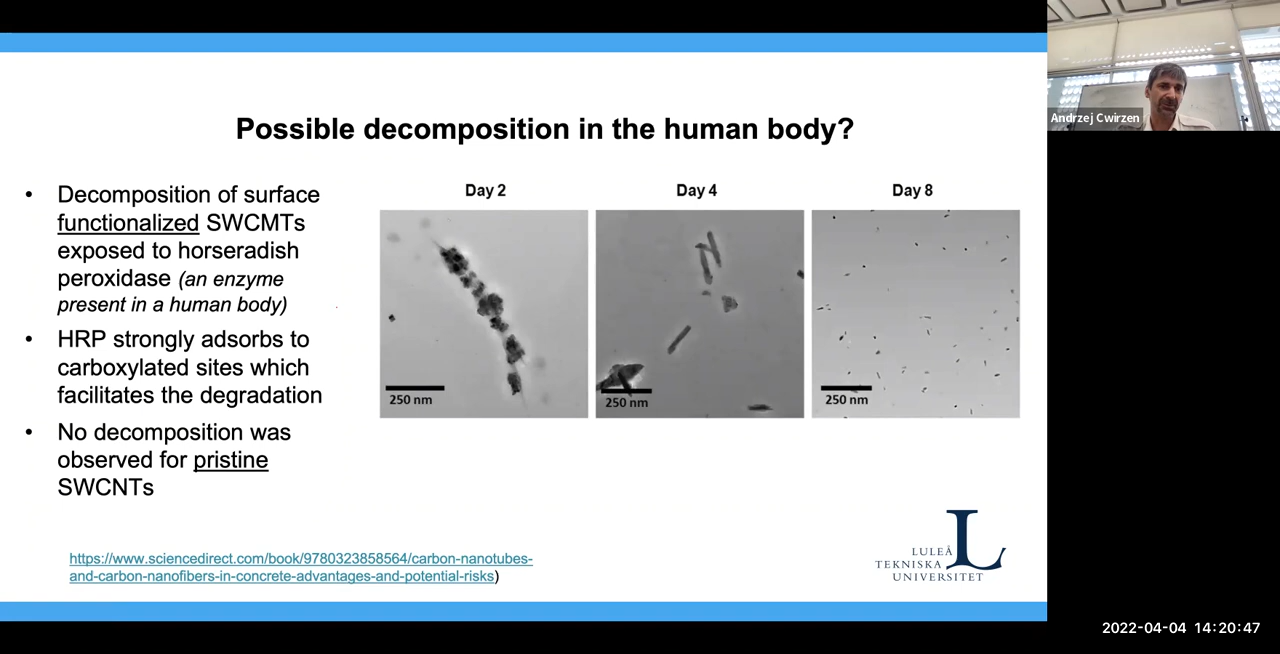 Possible decomposition in the human body?
• Decomposition of surface
functionalized SWCMTs
exposed to horseradish
peroxidase (an enzyme
present in a human body)
• HRP strongly adsorbs to
carboxylated sites which
facilitates the degradation
• No decomposition was
observed for pristine
SWCNTs
Day 2
Day 4
Day 8
250 nm
250 nm
250 nm
https://www.sciencedirect.com/book/9780323858564/carbon-nanotubes-
and-carbon-nanofibers-in-concrete-advantages-and-potential-risks)
LULEÅ
TEKNISKA
UNIVERSITET
L
Andrzej Cwirzen
2022-04-04 14:20:47